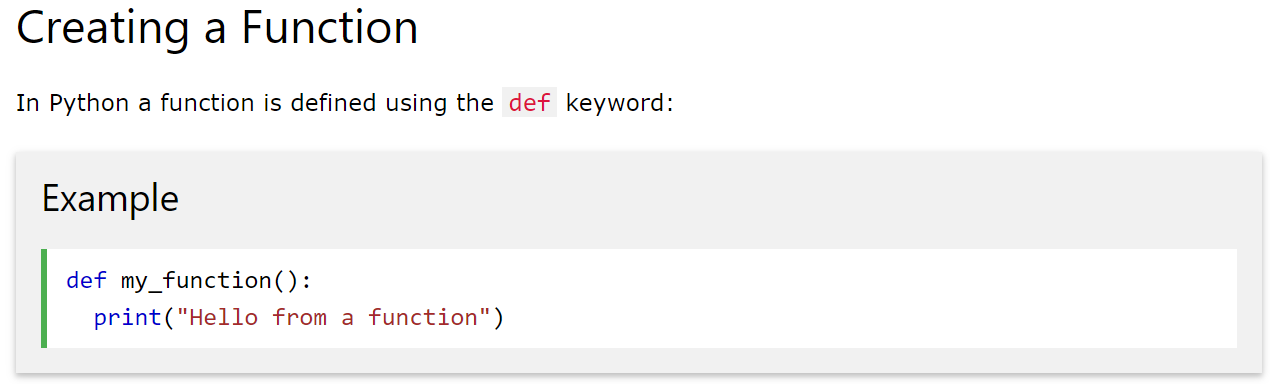 Creating a Function
In Python a function is defined using the def keyword:
Example
def my_function():
  print("Hello from a function")